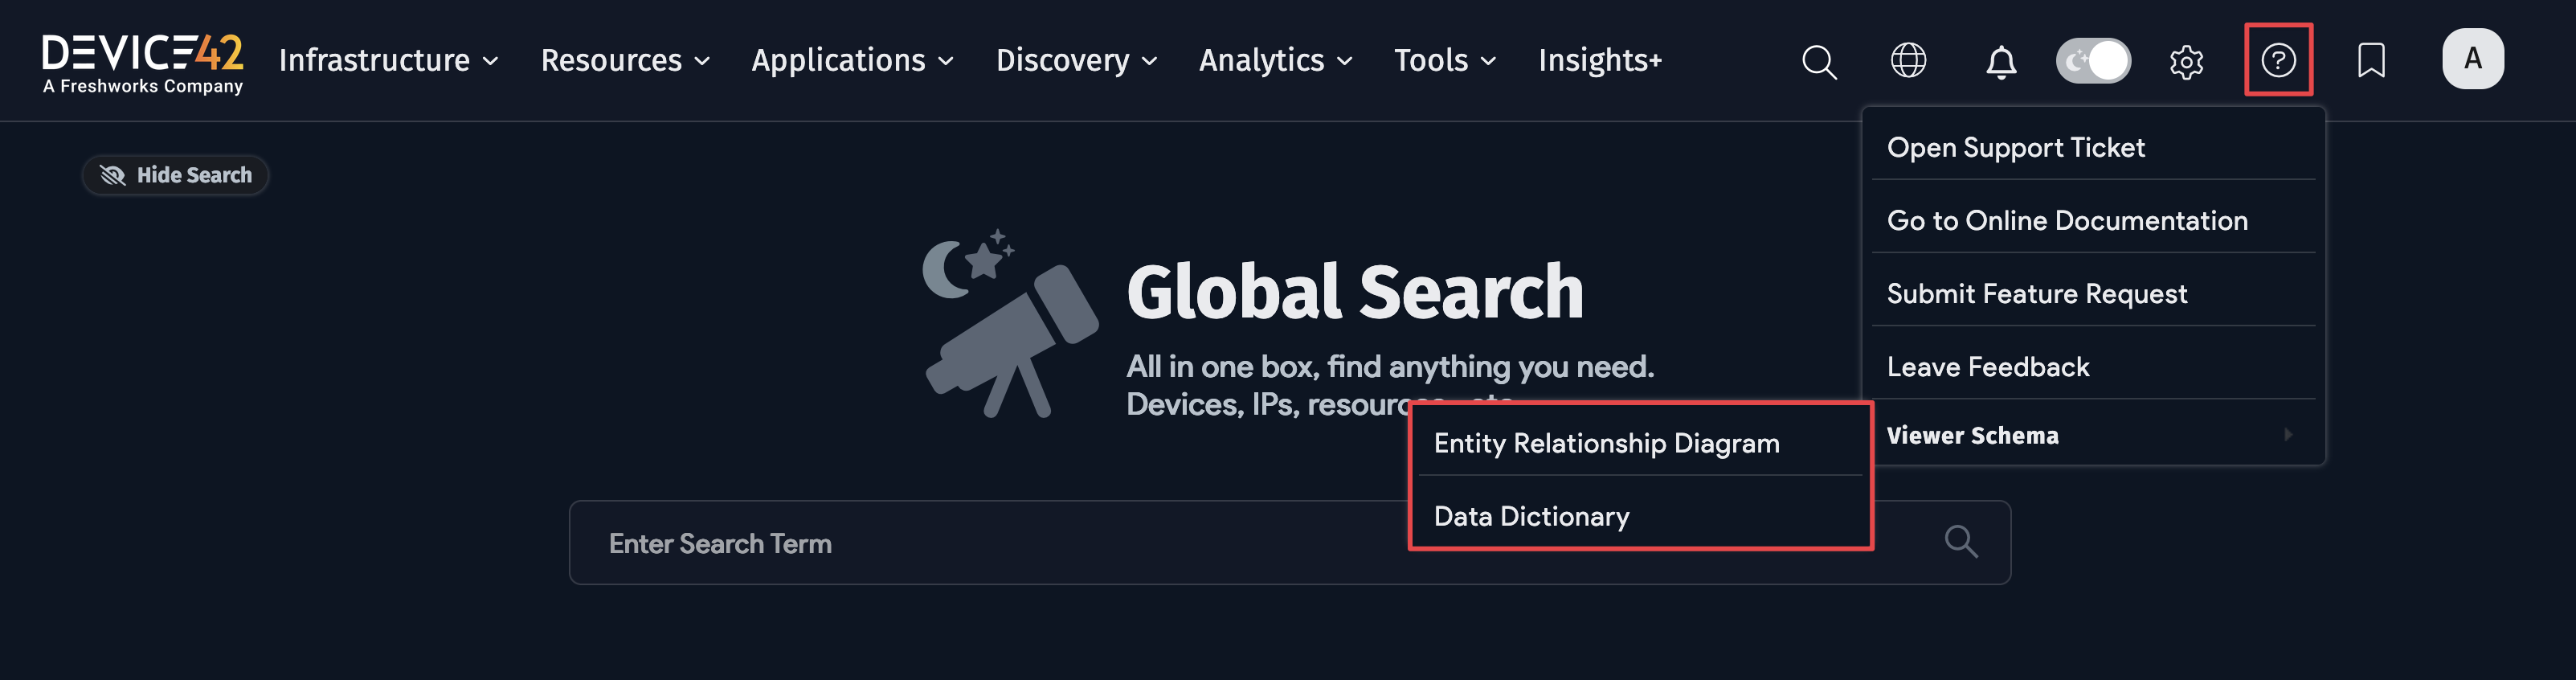 DEVICE42
A Freshworks Company
Infrastructure
Resources
Applications
Discovery
Analytics
Tools
Insights+
?
A
Hide Search
Open Support Ticket
Go to Online Documentation
Submit Feature Request
Leave Feedback
Viewer Schema
Global Search
All in one box, find anything you need.
Devices, IPs,
Entity Relationship Diagram
Data Dictionary
Enter Search Term